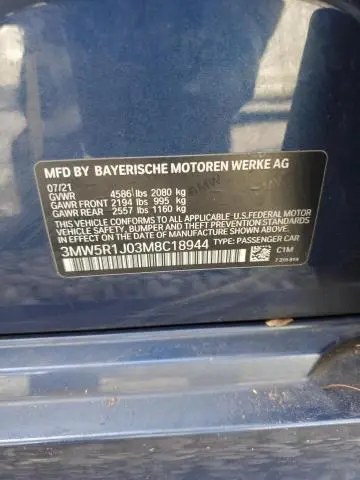 MFD BY BAYERISCHE MOTOREN WERKE AG
07/21
GVWR 4586 lbs 2080 kg
GAWR FRONT 2194 lbs 995 kg
GAWR REAR 2557 lbs 1160 kg
THIS VEHICLE CONFORMS TO ALL APPLICABLE U.S.FEDERAL MOTOR
VEHICLE SAFETY, BUMPER, AND THEFT PREVENTION STANDARDS
IN EFFECT ON THE DATE OF MANUFACTURE SHOWN ABOVE.
3MW5R1J03M8C18944 TYPE: PASSENGER CAR
C1M